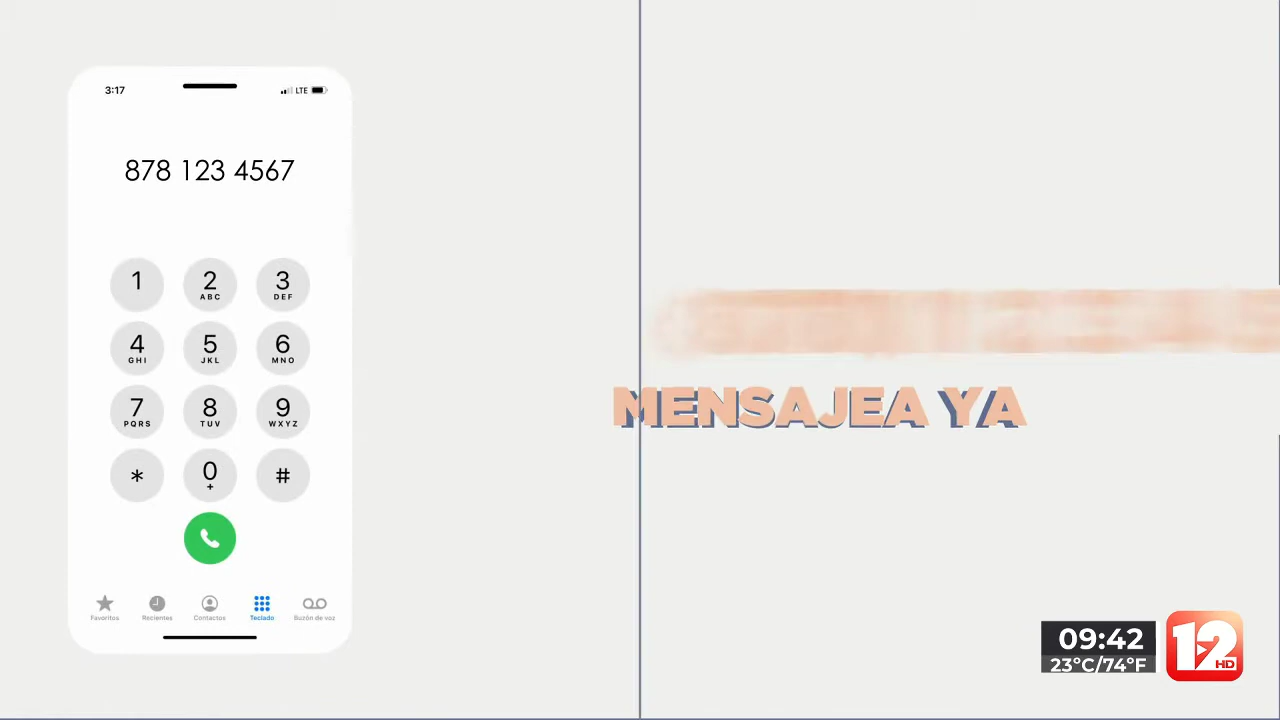 3:17
LTE
878 123 4567
1
2
3
ABC
DEF
4
5
6
GHI
JKL
MNO
7
8
9
PQRS
TUV
WXYZ
*
0
#
+
Favoritos
Recientes
Contactos
Teclado
Buzón de voz
MENSAJEA YA
09:42
23°C/74°F
12
HD